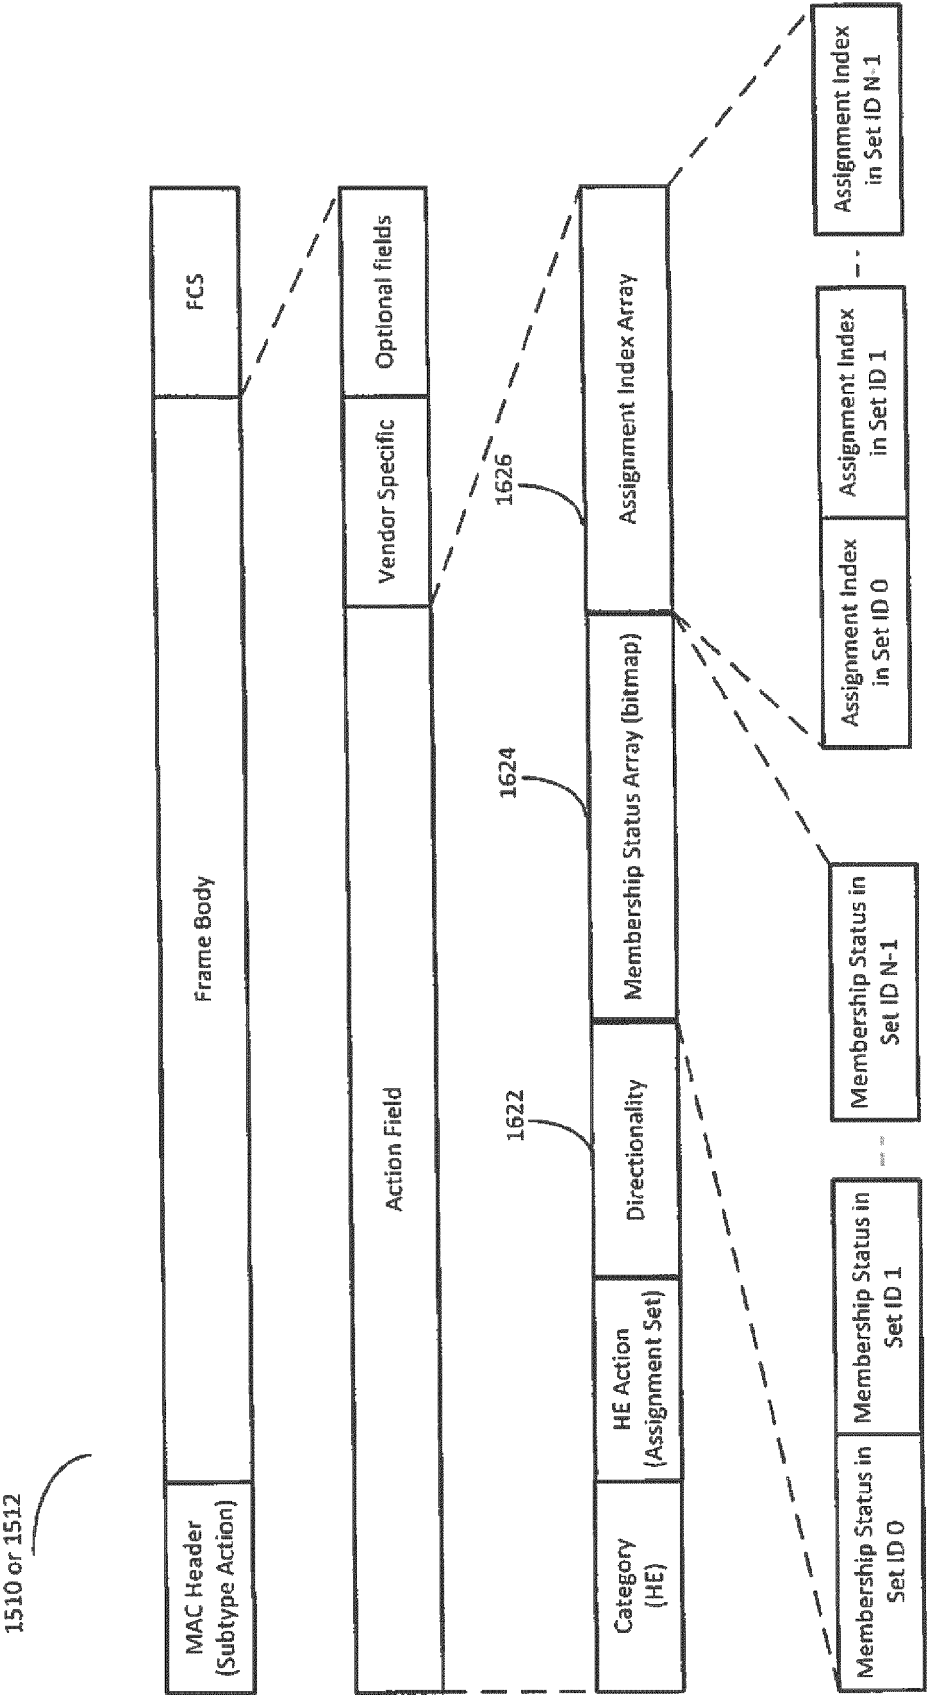 1510 or 1512
MAC Header
(Subtype Action)
Frame Body
FCS
Action Field
Vendor Specific
Optional fields
1622
1624
1626
Category
(HE)
HE Action
(Assignment Set)
Directionality
Membership Status Array (bitmap)
Assignment Index Array
Membership Status in
Set ID 0
Membership Status in
Set ID 1
Membership Status in
Set ID N-1
Assignment Index
in Set ID 0
Assignment Index
in Set ID 1
Assignment Index
in Set ID N-1